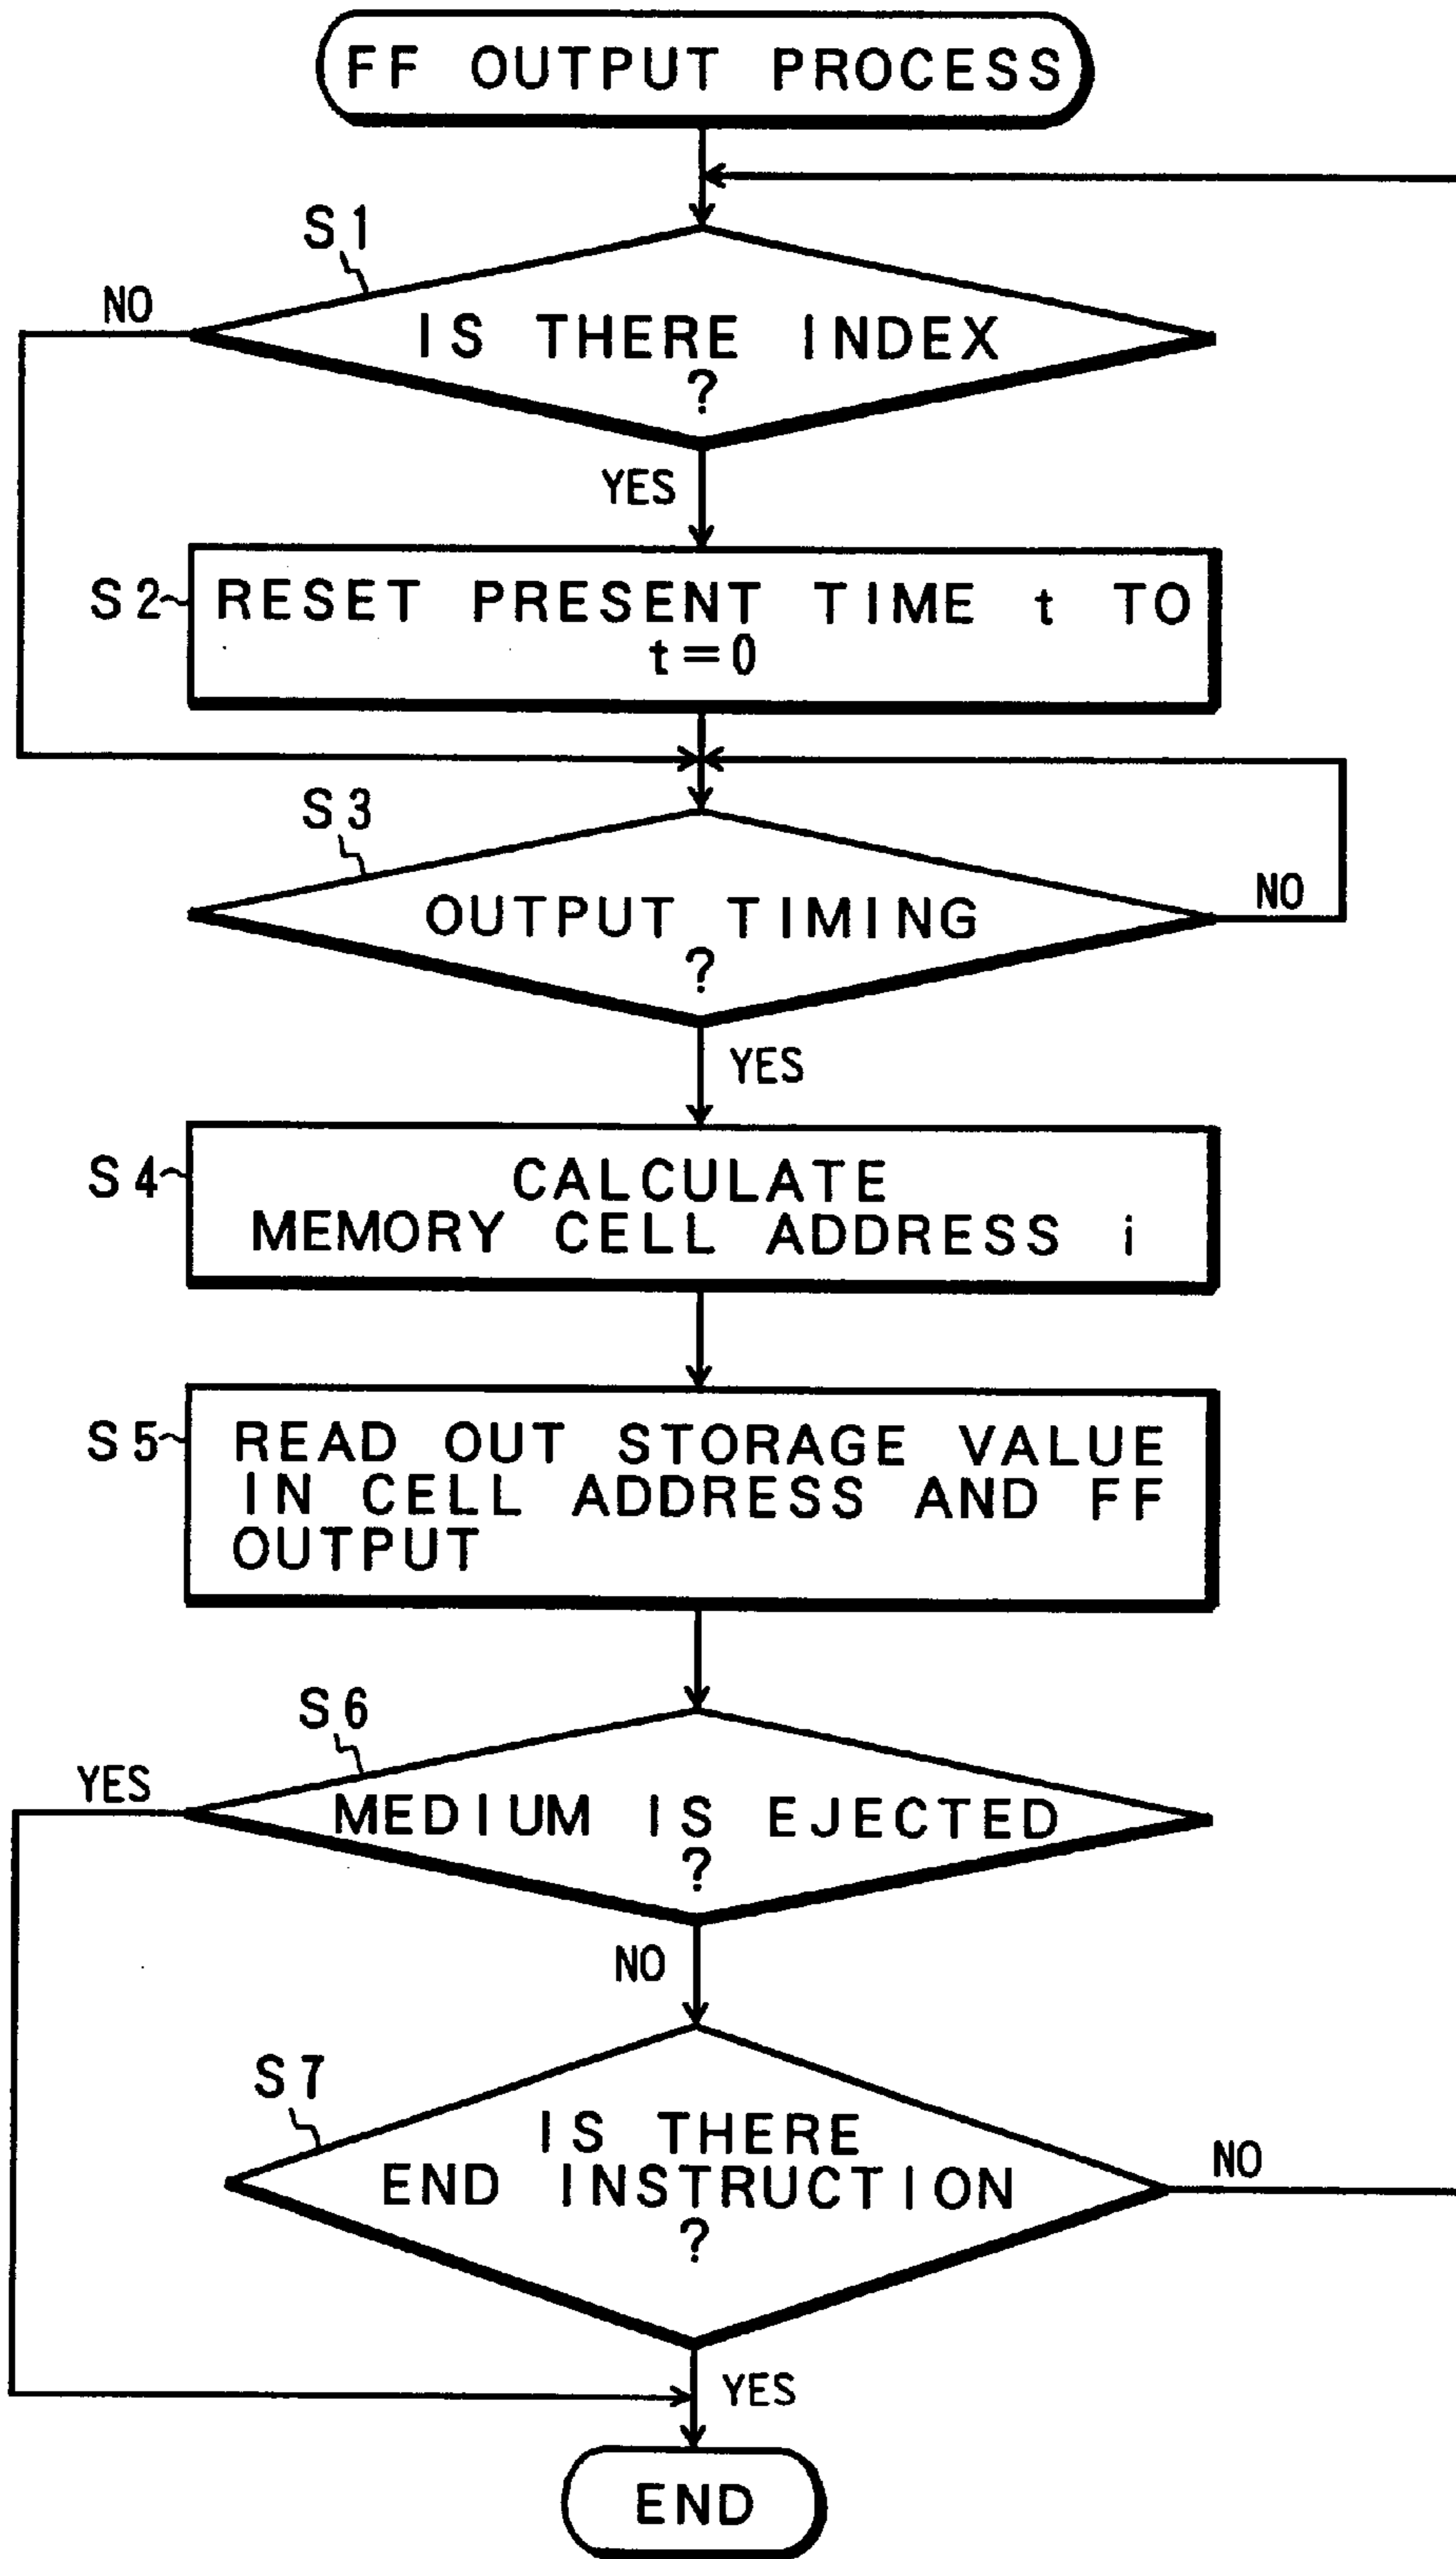 FF OUTPUT PROCESS
S1
NO
IS THERE INDEX
?
YES
S2
RESET PRESENT TIME t TO
t=0
S3
OUTPUT TIMING
?
NO
YES
S4
CALCULATE
MEMORY CELL ADDRESS i
S5
READ OUT STORAGE VALUE
IN CELL ADDRESS AND FF
OUTPUT
S6
YES
MEDIUM IS EJECTED
?
NO
S7
IS THERE
END INSTRUCTION
?
NO
YES
END